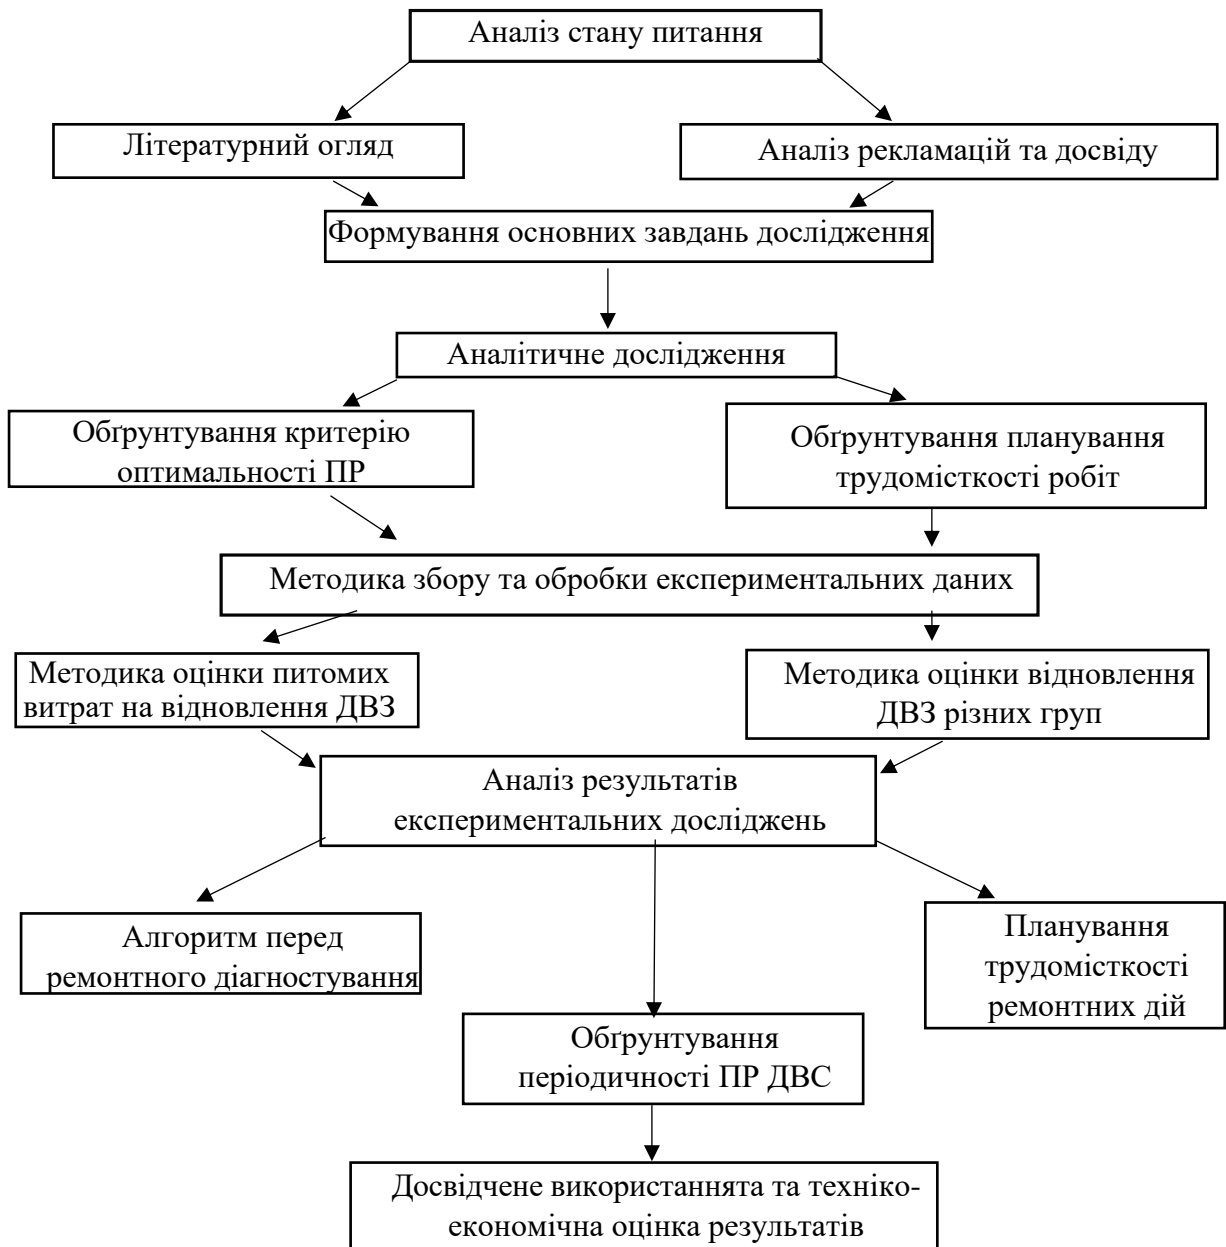 Аналіз стану питання
Літературний огляд
Аналіз рекламацій та досвіду
Формування основних завдань дослідження
Аналітичне дослідження
Обґрунтування критерію
оптимальності ПР
Обґрунтування планування
трудомісткості робіт
Методика збору та обробки експериментальних даних
Методика оцінки питомих
витрат на відновлення ДВЗ
Методика оцінки відновлення
ДВЗ різних груп
Аналіз результатів
експериментальних досліджень
Алгоритм перед
ремонтного діагностування
Планування
трудомісткості
ремонтних дій
Обґрунтування
періодичності ПР ДВС
Досвідчене використаннята та техніко-
економічна оцінка результатів